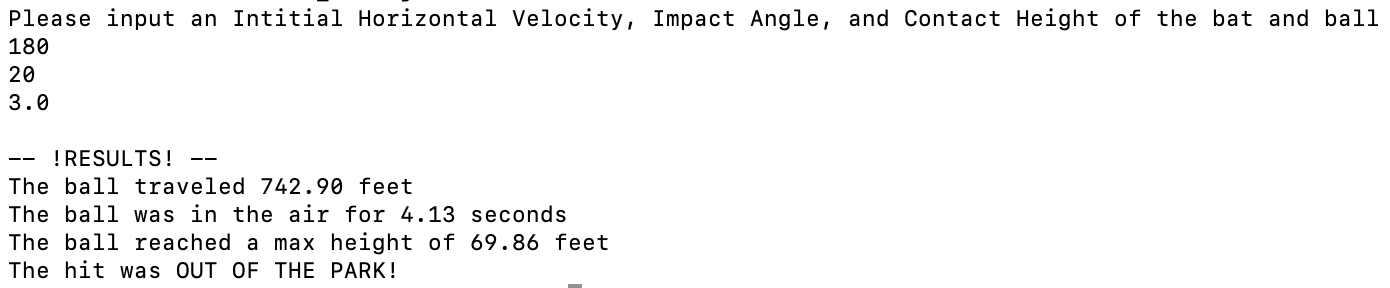 Please input an Intitial Horizontal Velocity, Impact Angle, and Contact Height of the bat and ball
180
20
3.0
-- !RESULTS! --
The ball traveled 742.90 feet
The ball was in the air for 4.13 seconds
The ball reached a max height of 69.86 feet
The hit was OUT OF THE PARK!